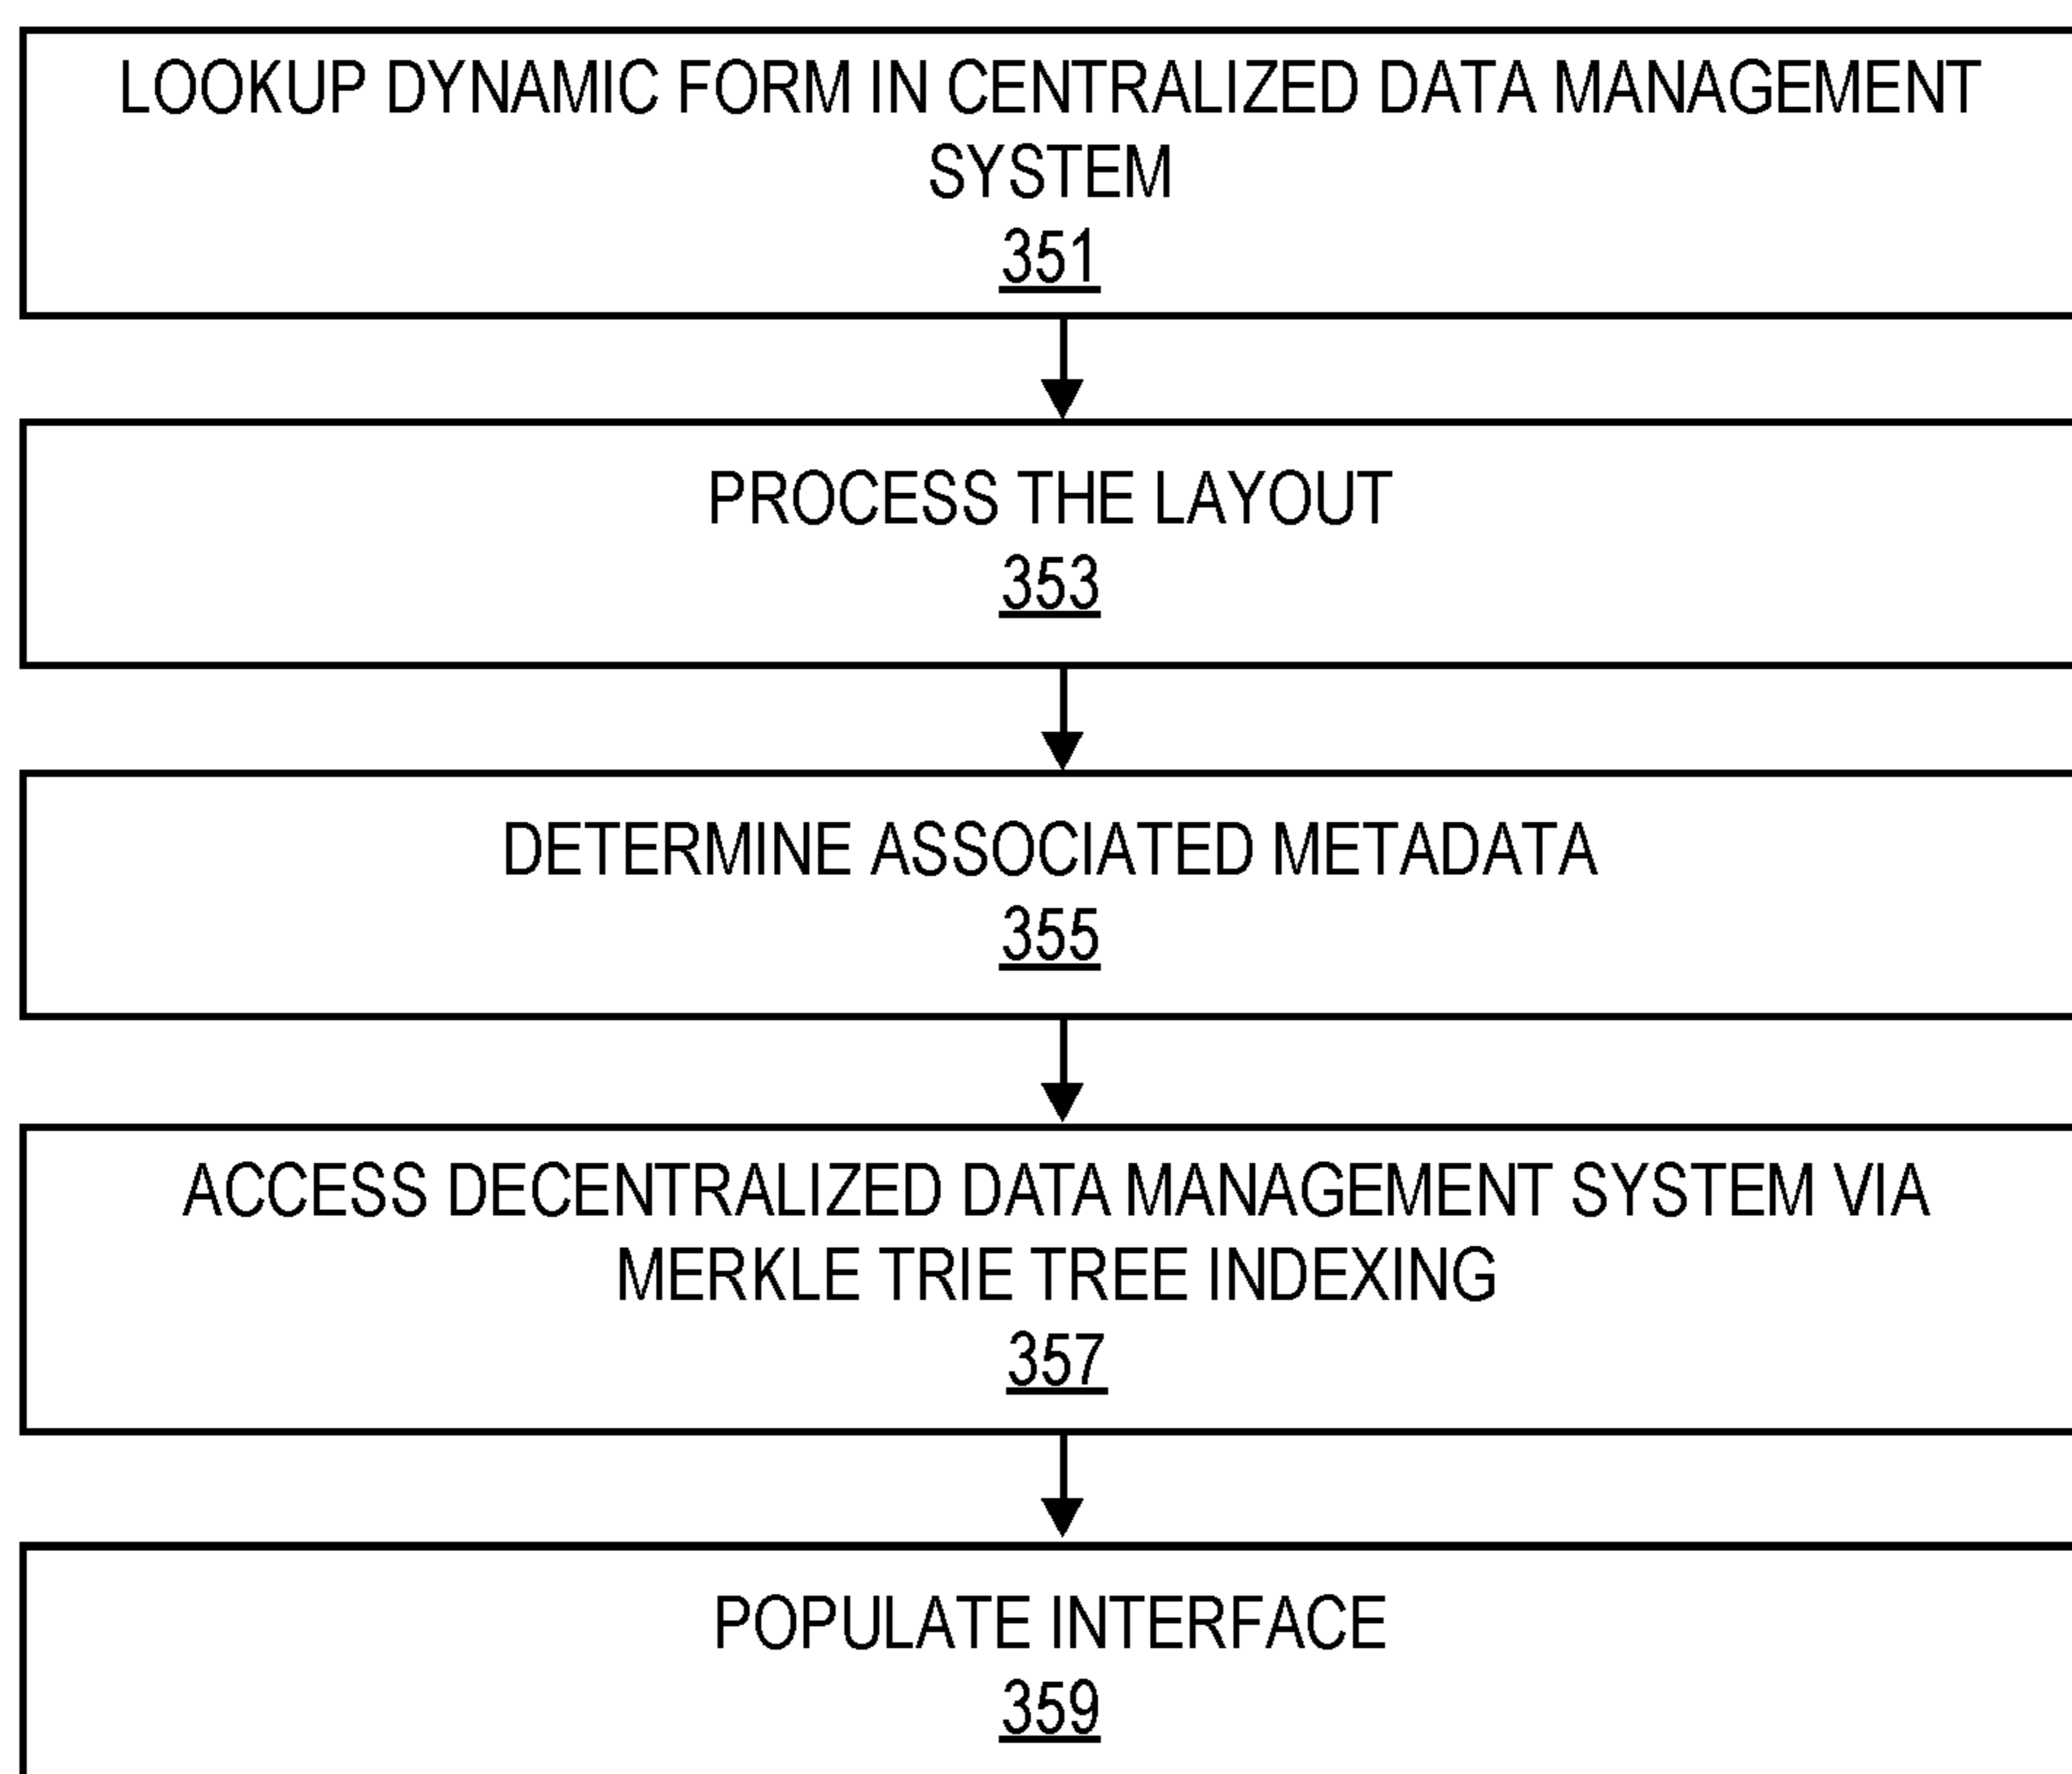 LOOKUP DYNAMIC FORM IN CENTRALIZED DATA MANAGEMENT
SYSTEM
351
PROCESS THE LAYOUT
353
DETERMINE ASSOCIATED METADATA
355
ACCESS DECENTRALIZED DATA MANAGEMENT SYSTEM VIA
MERKLE TRIE TREE INDEXING
357
POPULATE INTERFACE
359